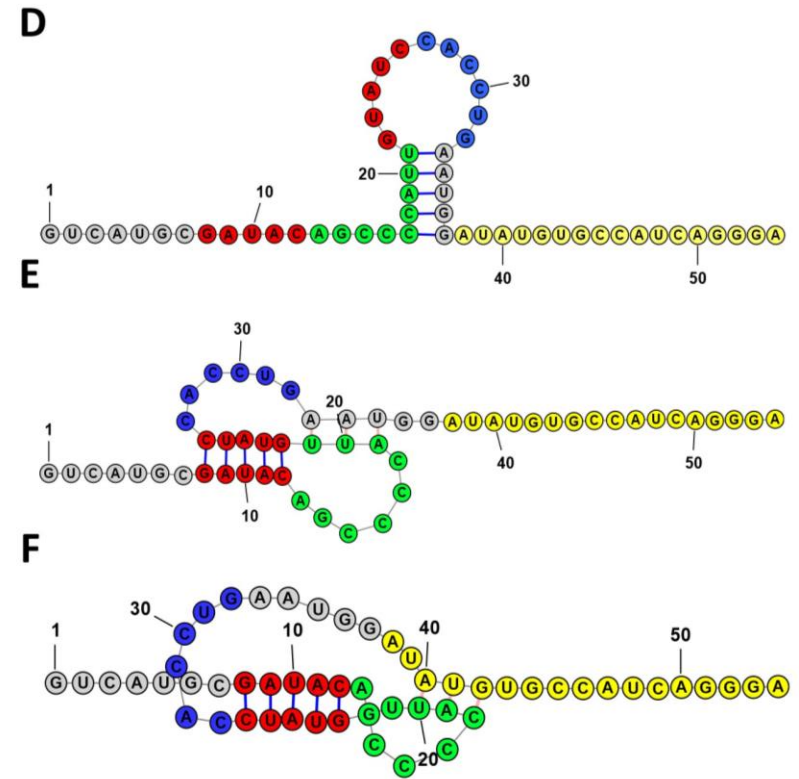 D
C C A C
U C
A 30
U U
G G
U A
20 U A
A U
1 10 C G
G U C A U G C G A U A C A G C C C G A U A U G U G C C A U C A G G G A
40 50
E
30
C C U
A G
20
C A A U G G A U A U G U G C C A U C A G G G A
1 C U A U G U U A 40 50
C
G U C A U G C G A U A C
C
10 A
G C
C
F
G A A
30 U U
C G G
1 10 A 40 50
C U
G U C A U G C G A U A C A A U G U G C C A U C A G G G A
A C C U A U G G U U A C
C C
C 20